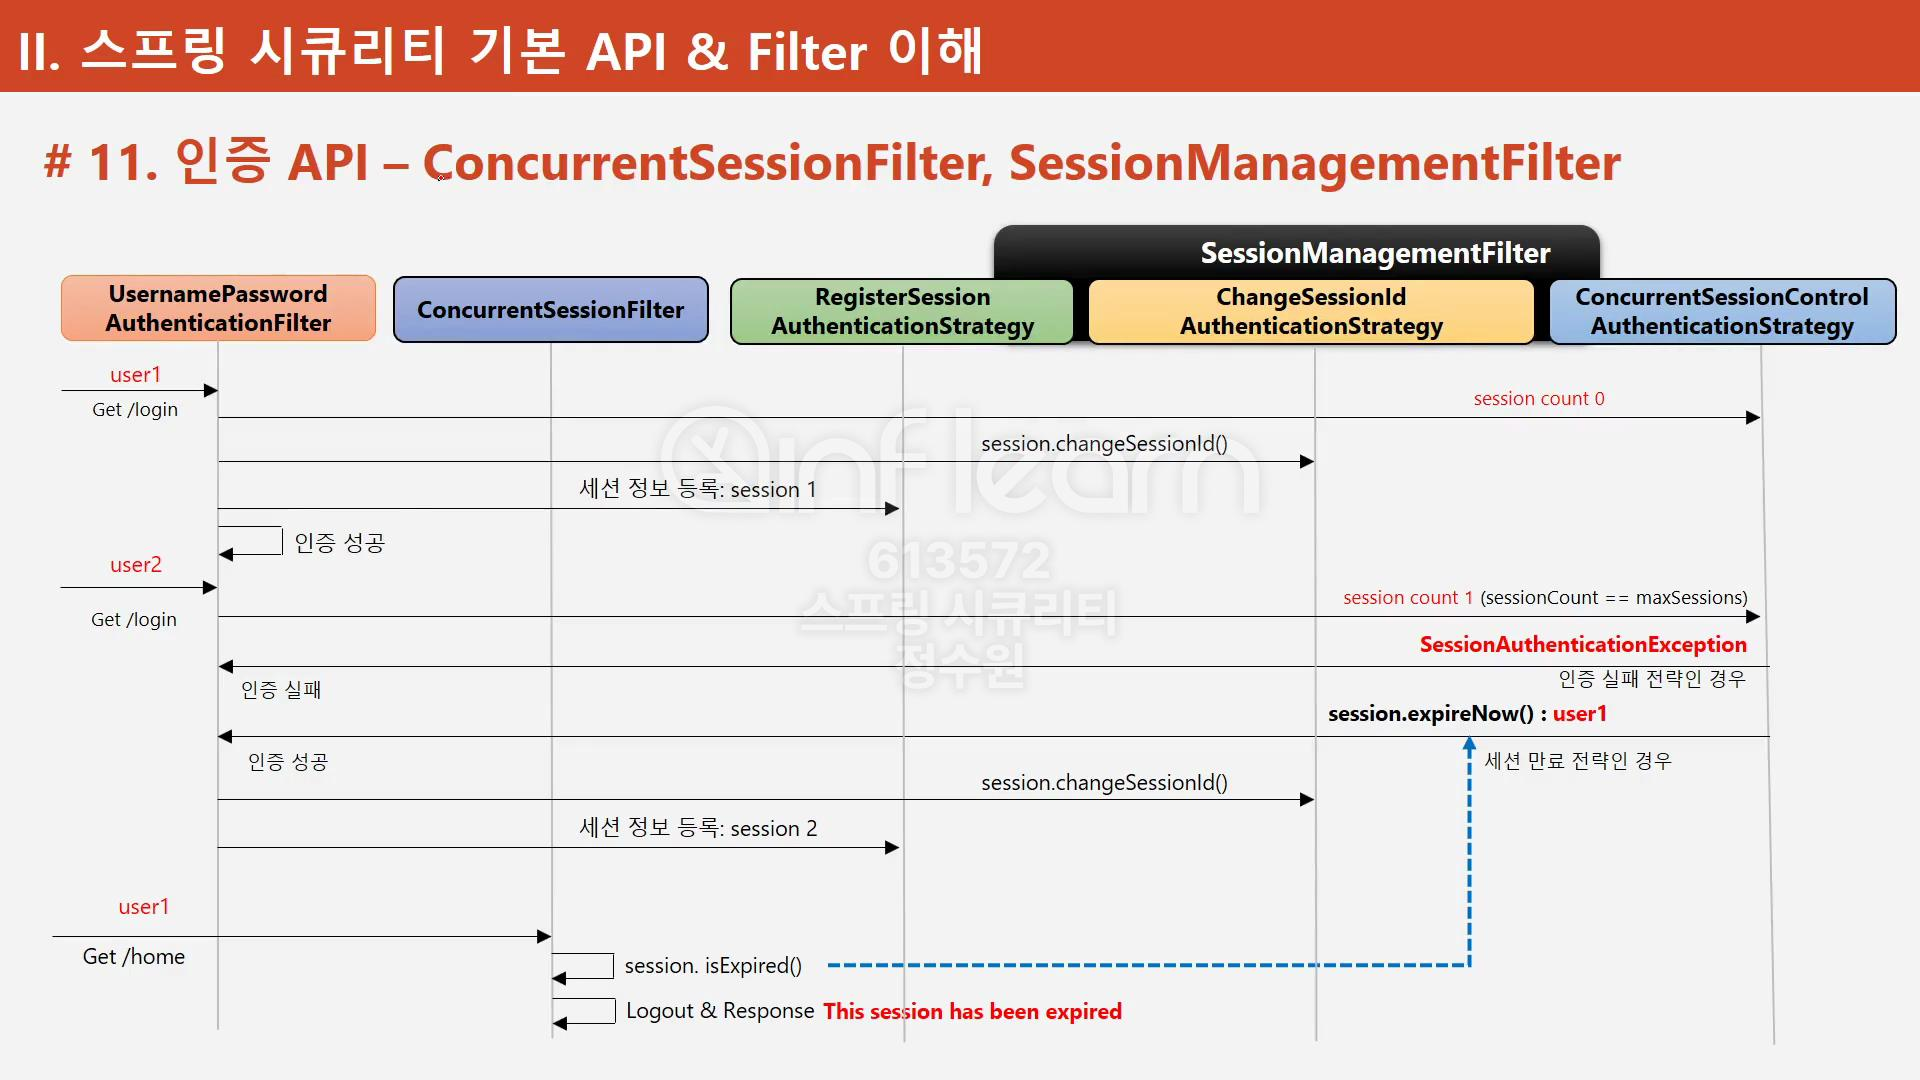 II. 스프링 시큐리티 기본 API & Filter 이해
# 11. 인증 API – ConcurrentSessionFilter, SessionManagementFilter
SessionManagementFilter
UsernamePassword
AuthenticationFilter
ConcurrentSessionFilter
RegisterSession
AuthenticationStrategy
ChangeSessionId
AuthenticationStrategy
ConcurrentSessionControl
AuthenticationStrategy
user1
Get /login
session count 0
session.changeSessionId()
세션 정보 등록: session 1
인증 성공
inflearn
613572
스프링 시큐리티
정수원
user2
Get /login
session count 1 (sessionCount == maxSessions)
SessionAuthenticationException
인증 실패
인증 실패 전략인 경우
session.expireNow() : user1
인증 성공
세션 만료 전략인 경우
session.changeSessionId()
세션 정보 등록: session 2
user1
Get /home
session. isExpired()
Logout & Response This session has been expired